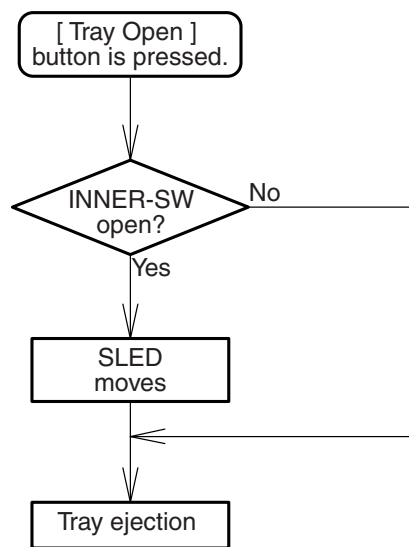 [ Tray Open ]
button is pressed.
INNER-SW
open?
No
Yes
SLED
moves
Tray ejection